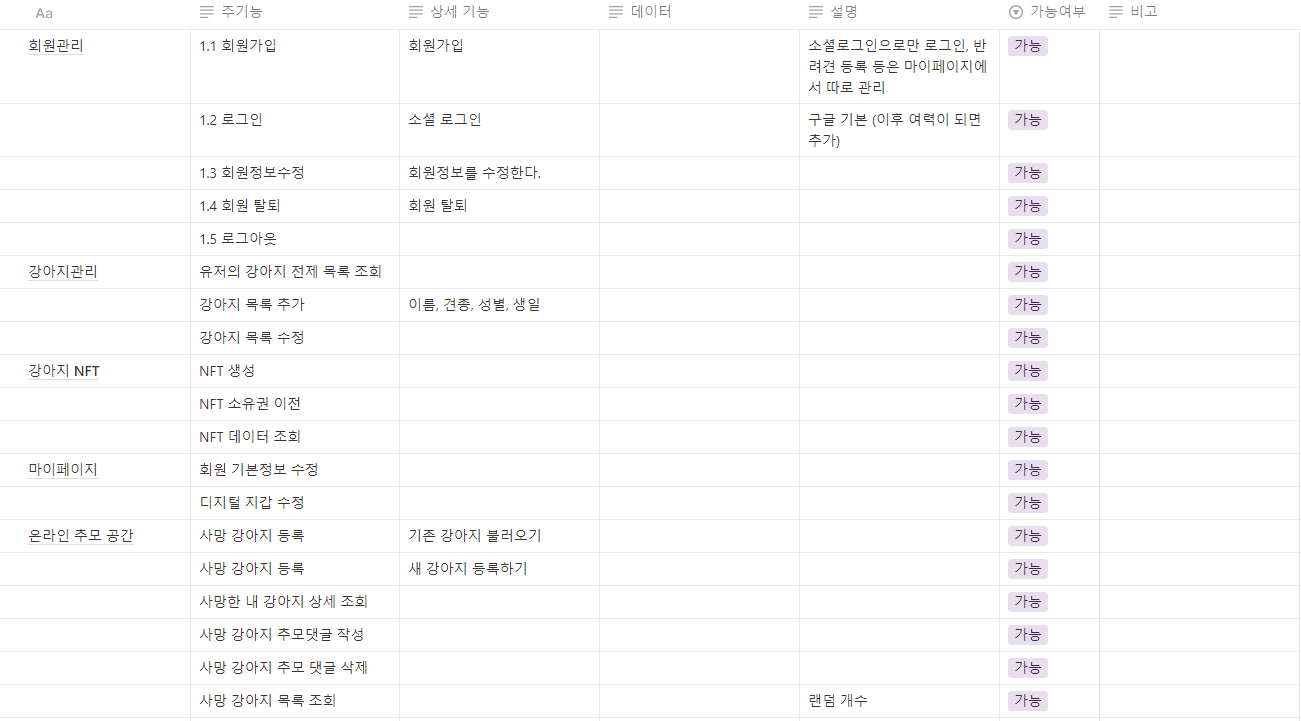 Aa 주기능 상세 기능 데이터 설명 가능여부 비고
회원관리 1.1 회원가입 회원가입 소셜로그인으로만 로그인, 반 가능
려견 등록 등은 마이페이지에
서 따로 관리
1.2 로그인 소셜 로그인 구글 기본 (이후 여력이 되면 가능
추가)
1.3 회원정보수정 회원정보를 수정한다. 가능
1.4 회원 탈퇴 회원 탈퇴 가능
1.5 로그아웃 가능
강아지관리 유저의 강아지 전제 목록 조회 가능
강아지 목록 추가 이름, 견종, 성별, 생일 가능
강아지 목록 수정 가능
강아지 NFT NFT 생성 가능
NFT 소유권 이전 가능
NFT 데이터 조회 가능
마이페이지 회원 기본정보 수정 가능
디지털 지갑 수정 가능
온라인 추모 공간 사망 강아지 등록 기존 강아지 불러오기 가능
사망 강아지 등록 새 강아지 등록하기 가능
사망한 내 강아지 상세 조회 가능
사망 강아지 추모댓글 작성 가능
사망 강아지 추모 댓글 삭제 가능
사망 강아지 목록 조회 랜덤 개수 가능